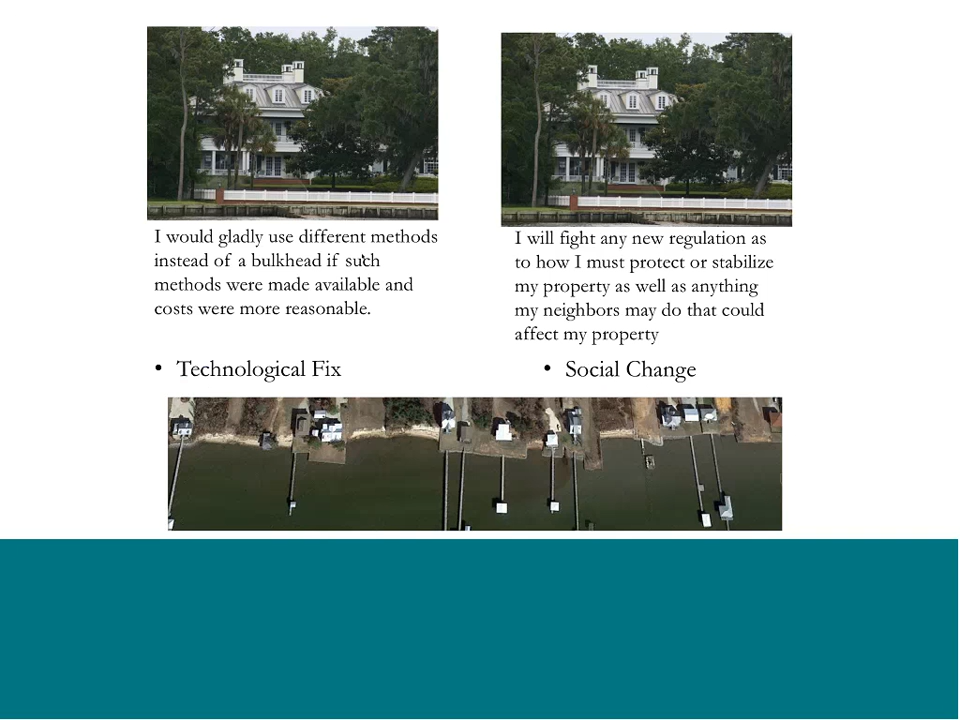 I would gladly use different methods
instead of a bulkhead if such
methods were made available and
costs were more reasonable.
I will fight any new regulation as
to how I must protect or stabilize
my property as well as anything
my neighbors may do that could
affect my property
• Technological Fix
• Social Change